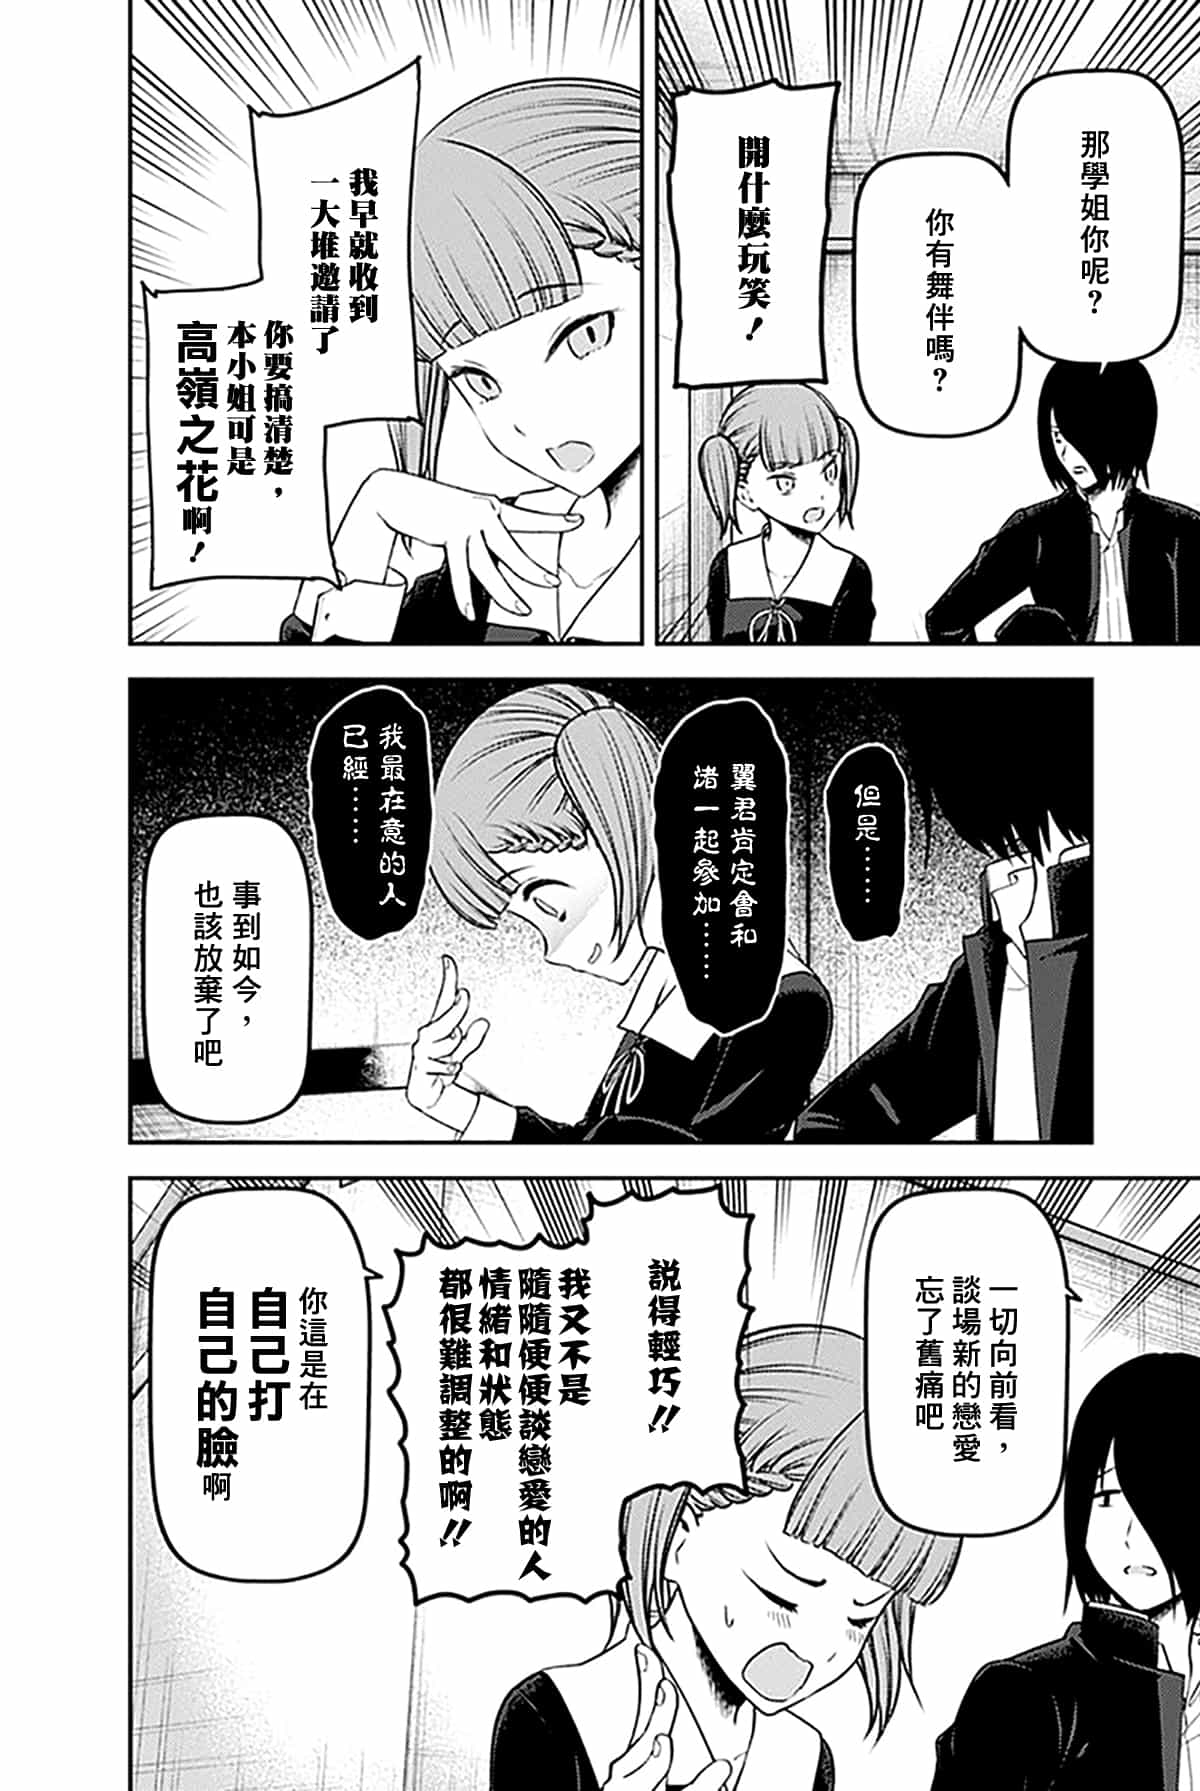 那學姐你呢？
你有舞伴嗎？
開什麼玩笑！
我早就收到
一大堆邀請了
你要搞清楚，
本小姐可是
高嶺之花啊！
但是……
翼君肯定會和
渚一起參加……
我最在意的人
已經……
事到如今，
也該放棄了吧
一切向前看，
談場新的戀愛
忘了舊痛吧
說得輕巧!!
我又不是
隨隨便便談戀愛的人
情緒和狀態
都很難調整的啊!!
你這是在
自己打
自己的臉啊